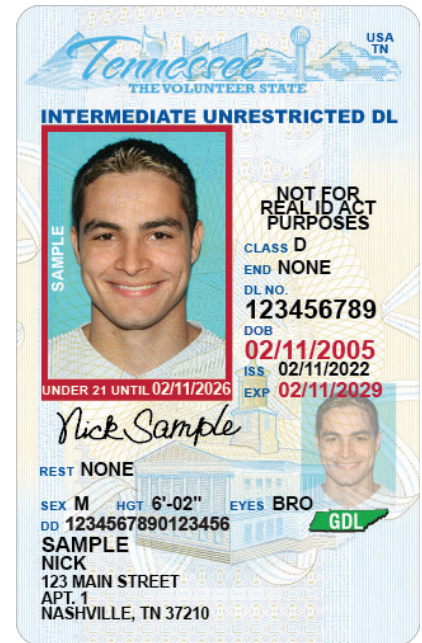 USA
TN
Tennessee
THE VOLUNTEER STATE
INTERMEDIATE UNRESTRICTED DL
SAMPLE
NOT FOR
REAL ID ACT
PURPOSES
CLASS D
END NONE
DL NO.
123456789
DOB
02/11/2005
ISS 02/11/2022
EXP 02/11/2029
UNDER 21 UNTIL 02/11/2026
Nick Sample
REST NONE
SEX M HGT 6'-02" EYES BRO
GDL
DD 1234567890123456
SAMPLE
NICK
123 MAIN STREET
APT. 1
NASHVILLE, TN 37210